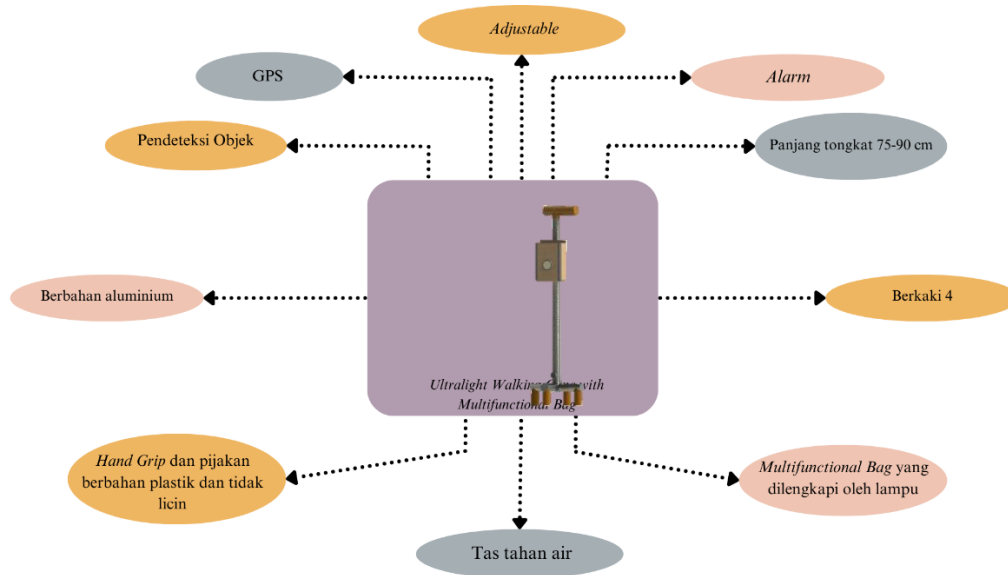 Adjustable
GPS
Alarm
Pendeteksi Objek
Panjang tongkat 75-90 cm
Berbahan aluminium
Berkaki 4
Ultralight Walking with
Multifunctional Bag
Hand Grip dan pijakan
berbahan plastik dan tidak
licin
Multifunctional Bag yang
dilengkapi oleh lampu
Tas tahan air